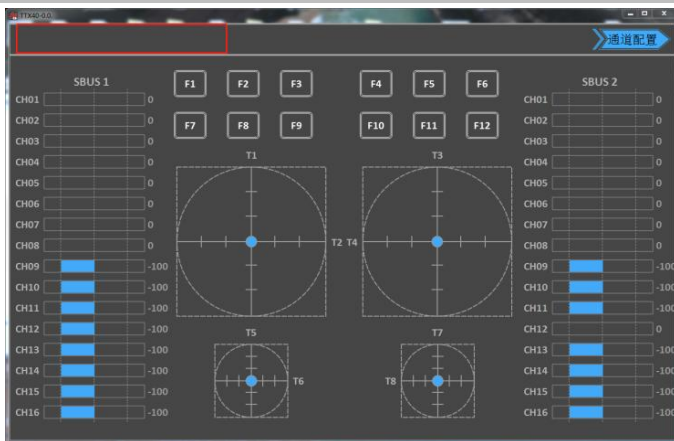 TTX40-0.0.
通道配置
SBUS 1
CH01 0
CH02 0
CH03 0
CH04 0
CH05 0
CH06 0
CH07 0
CH08 0
CH09 -100
CH10 -100
CH11 -100
CH12 -100
CH13 -100
CH14 -100
CH15 -100
CH16 -100
F1 F2 F3 F4 F5 F6
F7 F8 F9 F10 F11 F12
T1 T3
T2 T4
T5 T7
T6 T8
SBUS 2
CH01 0
CH02 0
CH03 0
CH04 0
CH05 0
CH06 0
CH07 0
CH08 0
CH09 -100
CH10 -100
CH11 -100
CH12 0
CH13 -100
CH14 -100
CH15 -100
CH16 -100